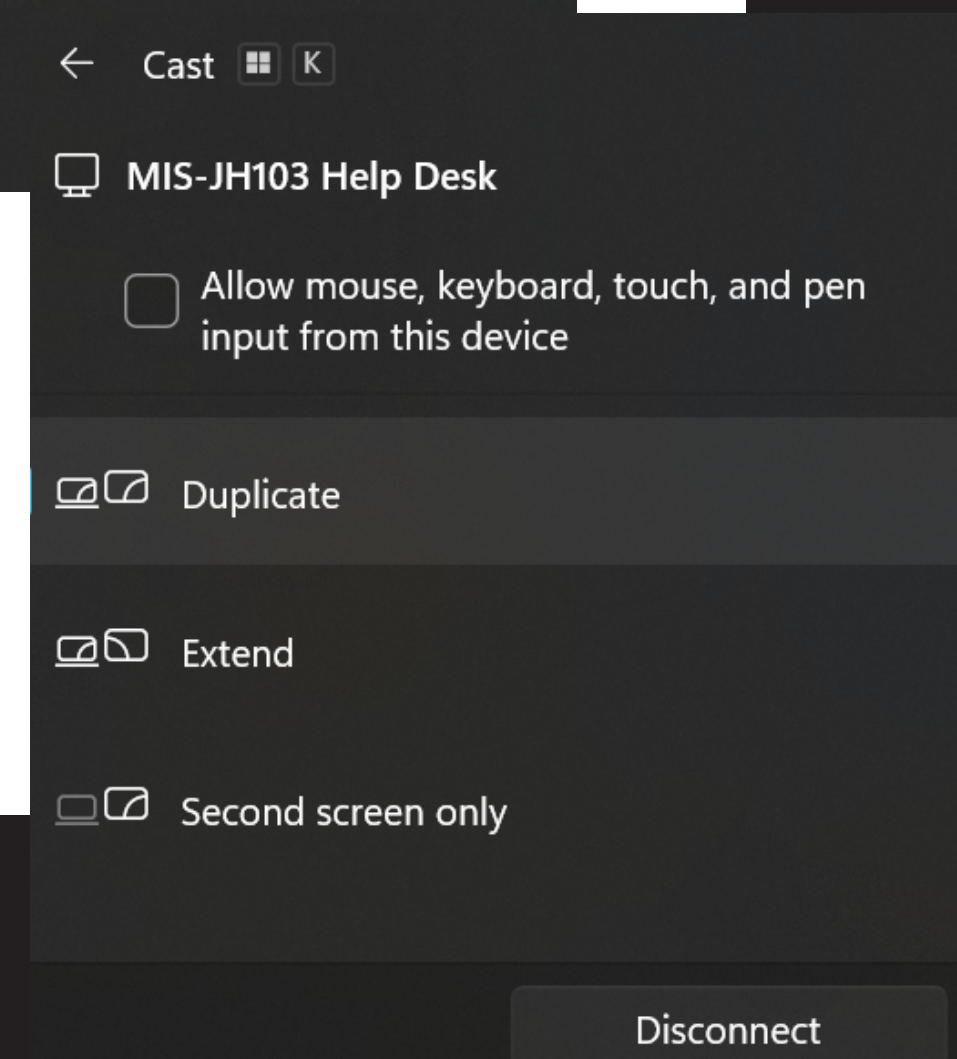 Cast K
MIS-JH103 Help Desk
Allow mouse, keyboard, touch, and pen
input from this device
Duplicate
Extend
Second screen only
Disconnect